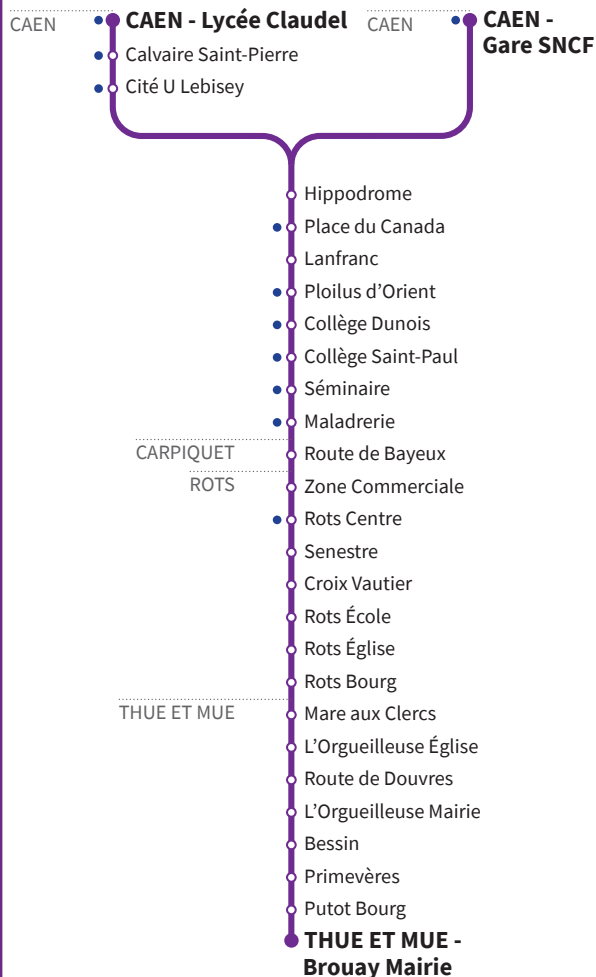 CAEN
CAEN - Lycée Claudel
Calvaire Saint-Pierre
Cité U Lebisey
CAEN
CAEN -
Gare SNCF
Hippodrome
Place du Canada
Lanfranc
Ploilus d’Orient
Collège Dunois
Collège Saint-Paul
Séminaire
Maladrerie
CARPIQUET
Route de Bayeux
ROTS
Zone Commerciale
Rots Centre
Senestre
Croix Vautier
Rots École
Rots Église
Rots Bourg
THUE ET MUE
Mare aux Clercs
L’Orgueilleuse Église
Route de Douvres
L’Orgueilleuse Mairie
Bessin
Primevères
Putot Bourg
THUE ET MUE -
Brouay Mairie